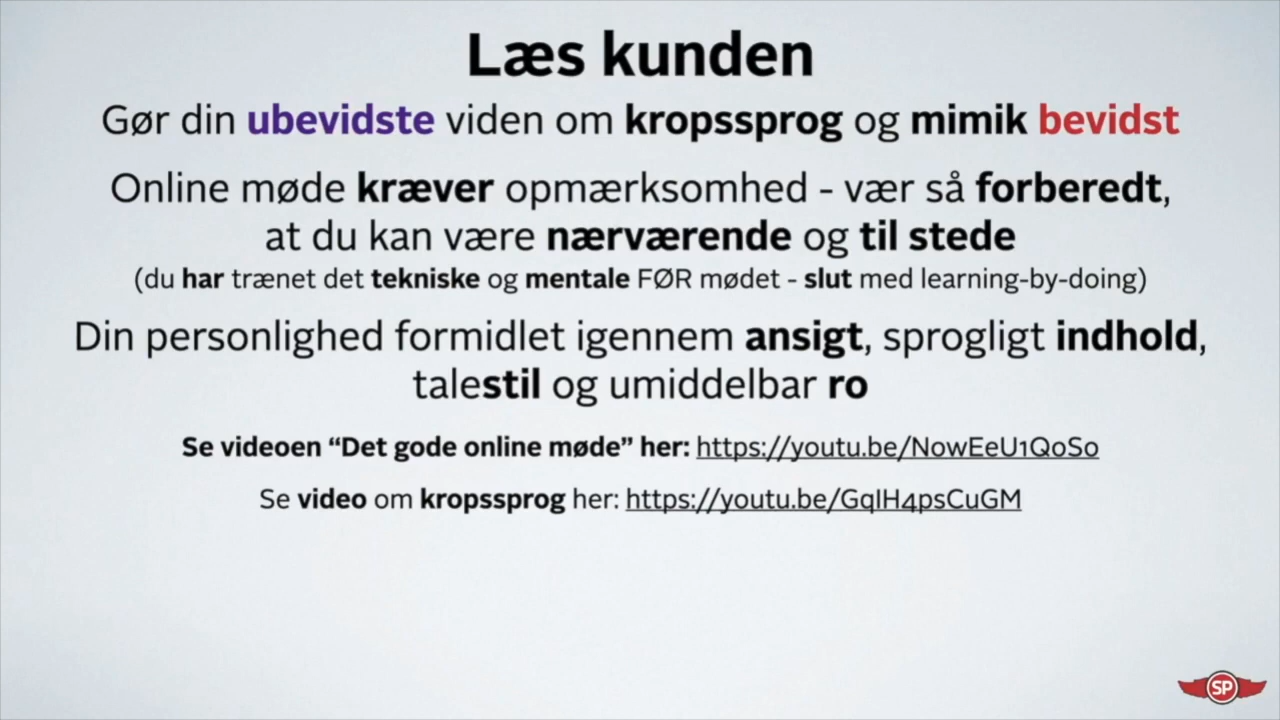 Læs kunden
Gør din ubevidste viden om kropssprog og mimik bevidst
Online møde kræver opmærksomhed - vær så forberedt,
at du kan være nærværende og til stede
(du har trænet det tekniske og mentale FØR mødet - slut med learning-by-doing)
Din personlighed formidlet igennem ansigt, sprogligt indhold,
talestil og umiddelbar ro
Se videoen “Det gode online møde” her: https://youtu.be/NowEeU1QoSo
Se video om kropssprog her: https://youtu.be/GqIH4psCuGM
SP